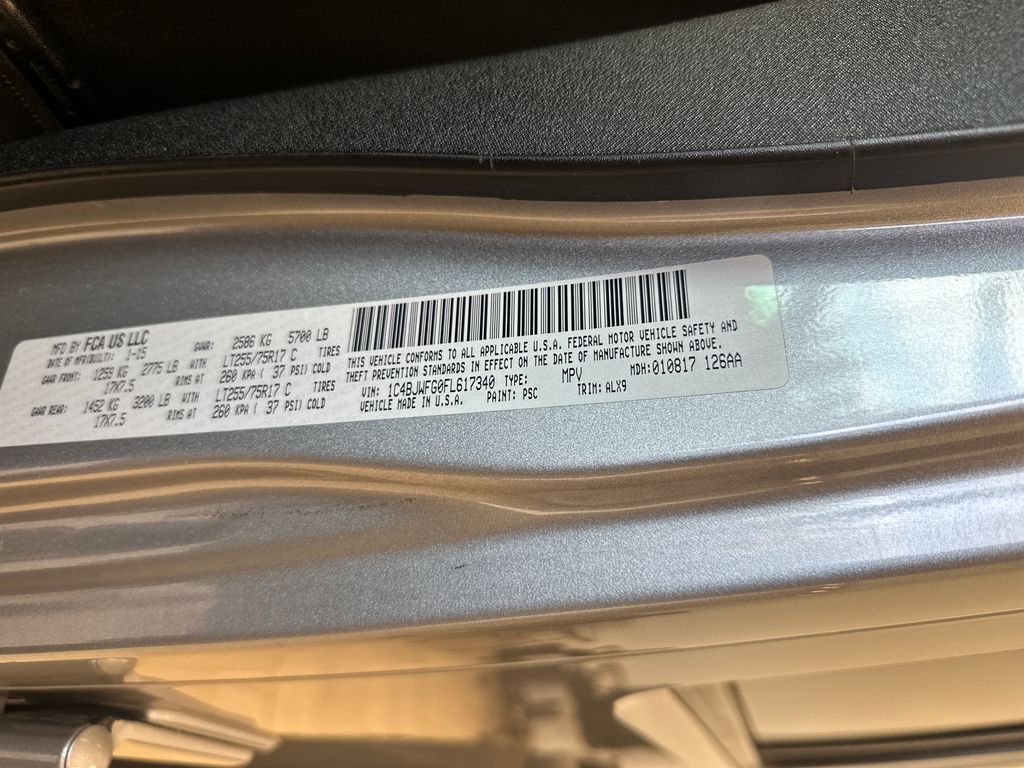 MFD BY FCA US LLC
DATE OF MFR(BUILT): 1-15 GVWR: 2586 KG 5700 LB
GAWR FRONT: 1259 KG 2775 LB WITH LT255/75R17 C TIRES
17X7.5 RIMS AT 260 KPA ( 37 PSI) COLD
GAWR REAR: 1452 KG 3200 LB WITH LT255/75R17 C TIRES
17X7.5 RIMS AT 260 KPA ( 37 PSI) COLD
THIS VEHICLE CONFORMS TO ALL APPLICABLE U.S.A. FEDERAL MOTOR VEHICLE SAFETY AND
THEFT PREVENTION STANDARDS IN EFFECT ON THE DATE OF MANUFACTURE SHOWN ABOVE.
VIN: 1C4BJWFG0FL617340 TYPE: MPV MDH:010817 126AA
VEHICLE MADE IN U.S.A. PAINT: PSC TRIM: ALX9